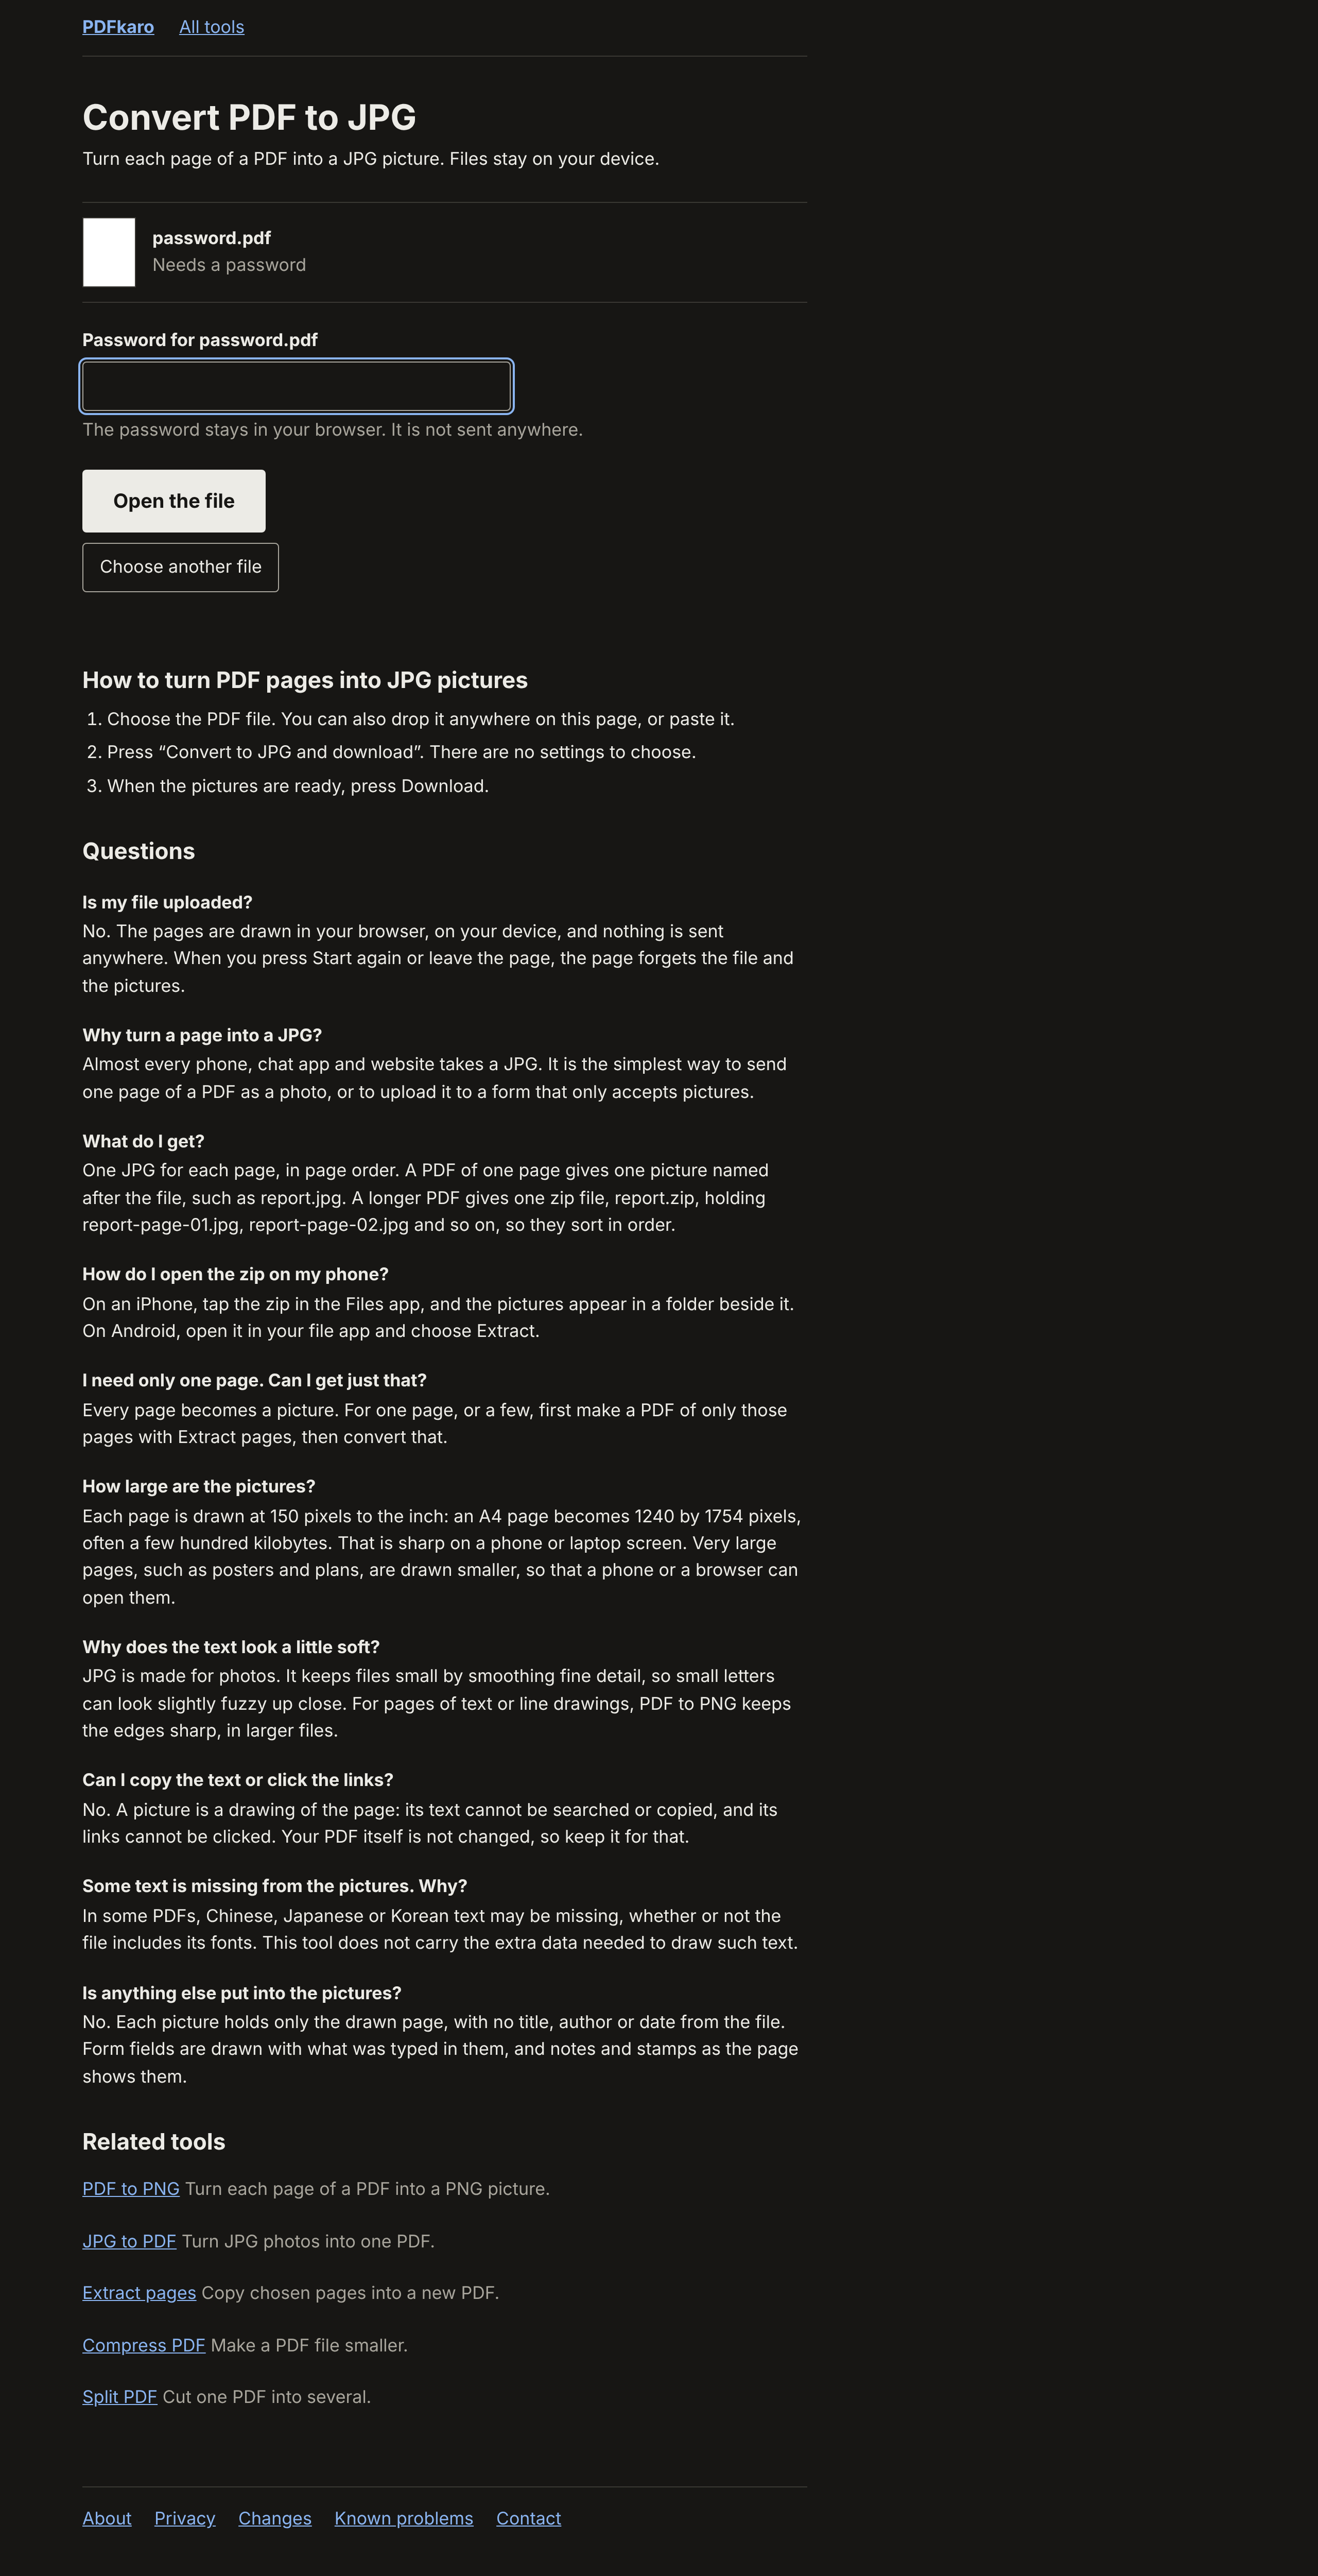 PDFkaro All tools
Convert PDF to JPG
Turn each page of a PDF into a JPG picture. Files stay on your device.
password.pdf
Needs a password
Password for password.pdf
The password stays in your browser. It is not sent anywhere.
Open the file
Choose another file
How to turn PDF pages into JPG pictures
1. Choose the PDF file. You can also drop it anywhere on this page, or paste it.
2. Press “Convert to JPG and download”. There are no settings to choose.
3. When the pictures are ready, press Download.
Questions
Is my file uploaded?
No. The pages are drawn in your browser, on your device, and nothing is sent
anywhere. When you press Start again or leave the page, the page forgets the file and
the pictures.
Why turn a page into a JPG?
Almost every phone, chat app and website takes a JPG. It is the simplest way to send
one page of a PDF as a photo, or to upload it to a form that only accepts pictures.
What do I get?
One JPG for each page, in page order. A PDF of one page gives one picture named
after the file, such as report.jpg. A longer PDF gives one zip file, report.zip, holding
report-page-01.jpg, report-page-02.jpg and so on, so they sort in order.
How do I open the zip on my phone?
On an iPhone, tap the zip in the Files app, and the pictures appear in a folder beside it.
On Android, open it in your file app and choose Extract.
I need only one page. Can I get just that?
Every page becomes a picture. For one page, or a few, first make a PDF of only those
pages with Extract pages, then convert that.
How large are the pictures?
Each page is drawn at 150 pixels to the inch: an A4 page becomes 1240 by 1754 pixels,
often a few hundred kilobytes. That is sharp on a phone or laptop screen. Very large
pages, such as posters and plans, are drawn smaller, so that a phone or a browser can
open them.
Why does the text look a little soft?
JPG is made for photos. It keeps files small by smoothing fine detail, so small letters
can look slightly fuzzy up close. For pages of text or line drawings, PDF to PNG keeps
the edges sharp, in larger files.
Can I copy the text or click the links?
No. A picture is a drawing of the page: its text cannot be searched or copied, and its
links cannot be clicked. Your PDF itself is not changed, so keep it for that.
Some text is missing from the pictures. Why?
In some PDFs, Chinese, Japanese or Korean text may be missing, whether or not the
file includes its fonts. This tool does not carry the extra data needed to draw such text.
Is anything else put into the pictures?
No. Each picture holds only the drawn page, with no title, author or date from the file.
Form fields are drawn with what was typed in them, and notes and stamps as the page
shows them.
Related tools
PDF to PNG Turn each page of a PDF into a PNG picture.
JPG to PDF Turn JPG photos into one PDF.
Extract pages Copy chosen pages into a new PDF.
Compress PDF Make a PDF file smaller.
Split PDF Cut one PDF into several.
About Privacy Changes Known problems Contact